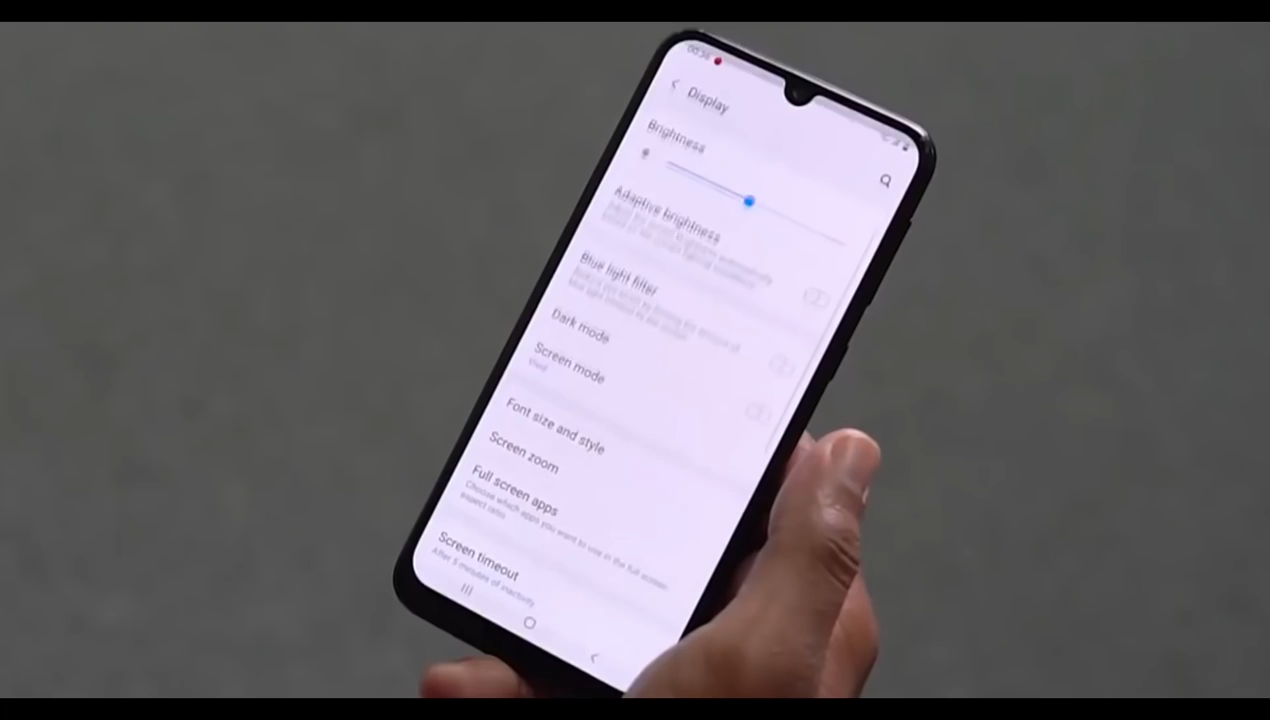 Display
Brightness
Adaptive brightness
Blue light filter
Dark mode
Screen mode
Vivid
Font size and style
Screen zoom
Full screen apps
Choose which apps you want to use in the full screen
aspect ratio.
Screen timeout
After 5 minutes of inactivity